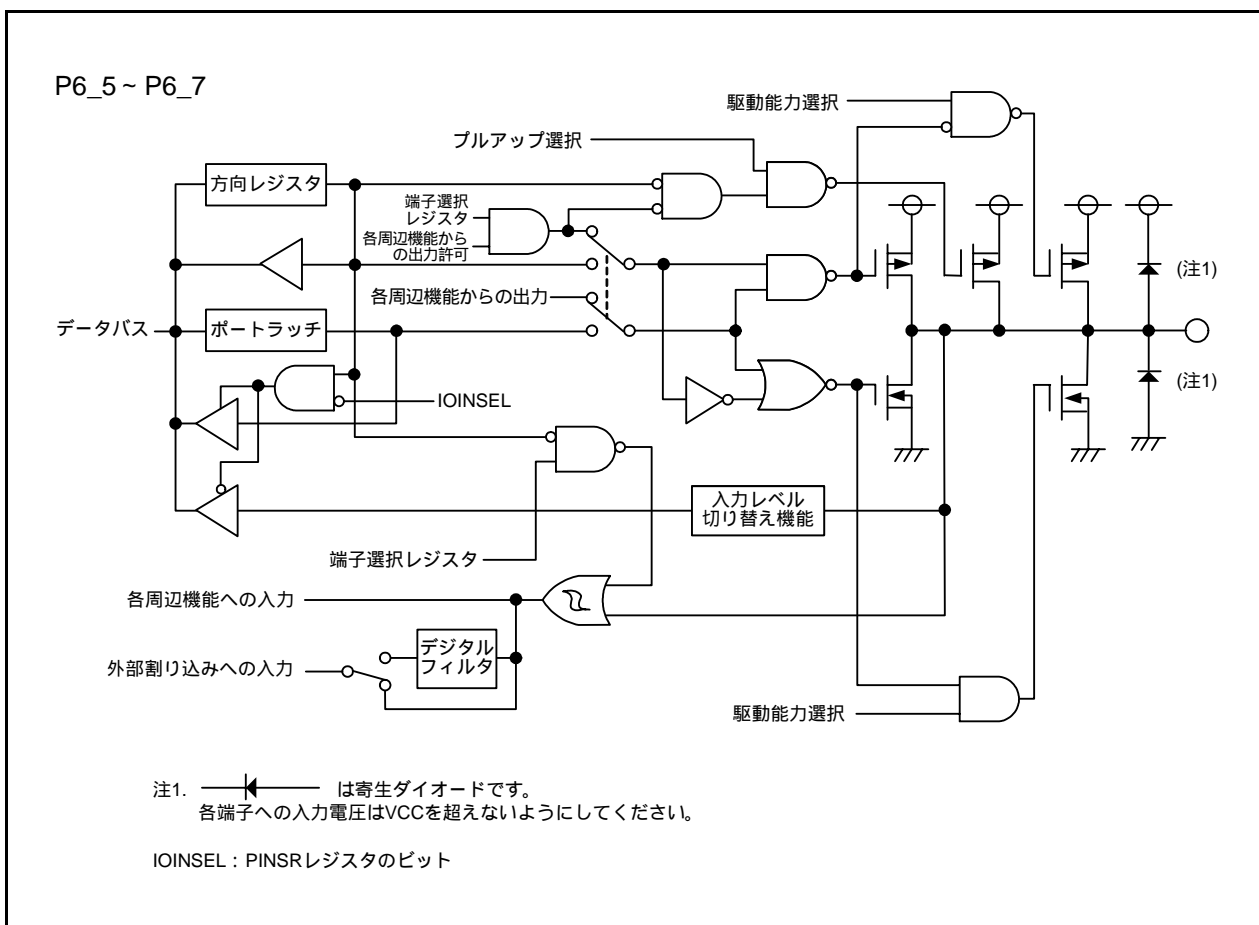 P6_5 ~ P6_7
駆動能力選択
プルアップ選択
方向レジスタ
端子選択
レジスタ
各周辺機能から
の出力許可
(注1)
各周辺機能からの出力
データバス
ポートラッチ
(注1)
IOINSEL
入力レベル
切り替え機能
端子選択レジスタ
各周辺機能への入力
デジタル
フィルタ
外部割り込みへの入力
駆動能力選択
注1. は寄生ダイオードです。
各端子への入力電圧はVCCを超えないようにしてください。
IOINSEL : PINSRレジスタのビット